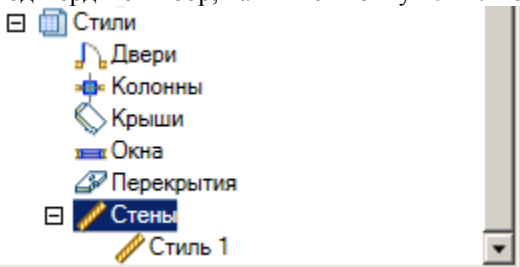 Стили
Двери
Колонны
Крыши
Окна
Перекрытия
Стены
Стиль 1